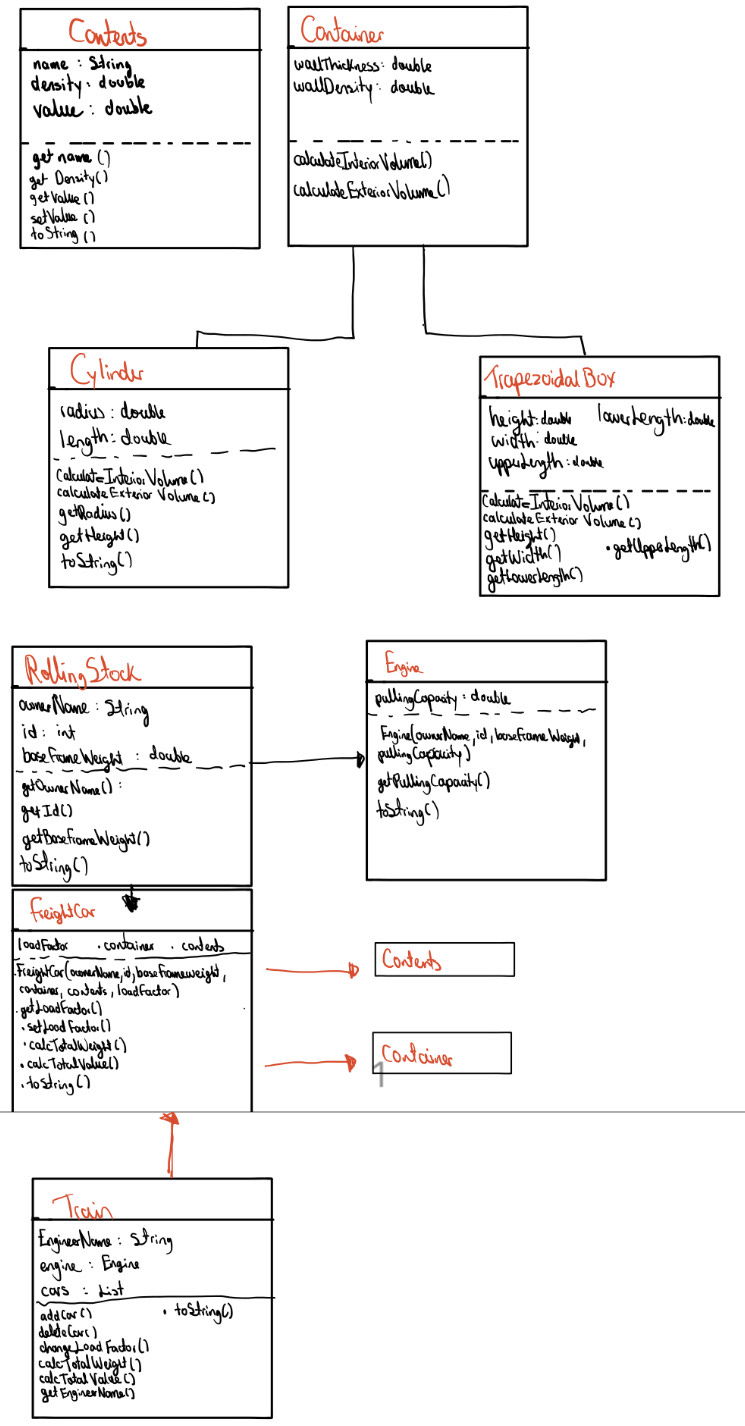 Contents
name : String
density : double
value : double
get name ()
get Density()
getValue ()
setValue ()
toString ()
Container
wallThickness: double
wallDensity : double
calculateInteriorVolume()
calculateExteriorVolume()
Cylinder
radius : double
length : double
CalculateInteriorVolume()
calculateExterior Volume()
getRadius()
getHeight()
toString()
TrapezoidalBox
height: double lowerLength: double
width: double
upperLength : double
CalculateInteriorVolume()
calculateExterior Volume()
getHeight()
getWidth() • getUpperLength()
getLowerLength()
RollingStock
ownerName : String
id : int
baseFrameWeight : double
getOwnerName() :
getId()
getBaseFrameWeight()
toString()
Engine
pullingCapacity : double
Engine(ownerName, id, baseFrameWeight,
pullingCapacity)
getPullingCapacity()
toString()
FreightCar
loadFactor • container • contents
• FreightCar(ownerName, id, baseFrameweight,
container, contents, loadFactor)
• getLoadFactor()
• setLoadFactor()
• calcTotalWeight()
• calcTotalValue()
• toString()
Contents
Container
1
Train
EngineerName : String
engine : Engine
cars : List
addCar() • toString()
deleteCar()
changeLoadFactor()
calcTotalWeight()
calcTotalValue()
getEngineerName()